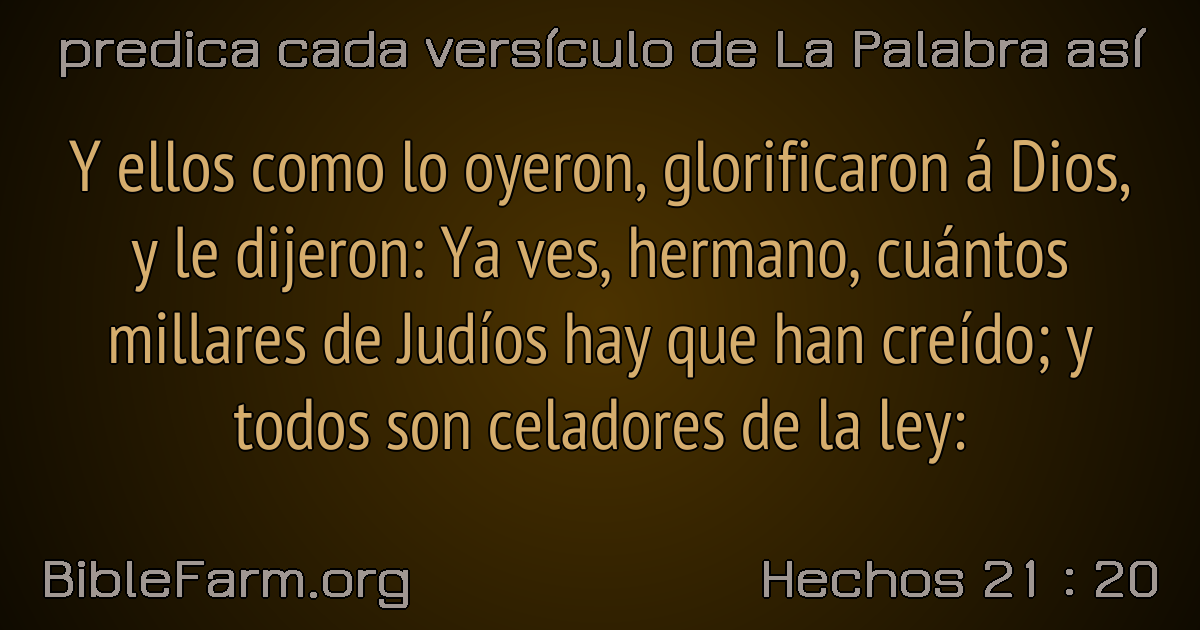 predica cada versículo de La Palabra así
Y ellos como lo oyeron, glorificaron á Dios,
y le dijeron: Ya ves, hermano, cuántos
millares de Judíos hay que han creído; y
todos son celadores de la ley:
BibleFarm.org
Hechos 21 : 20